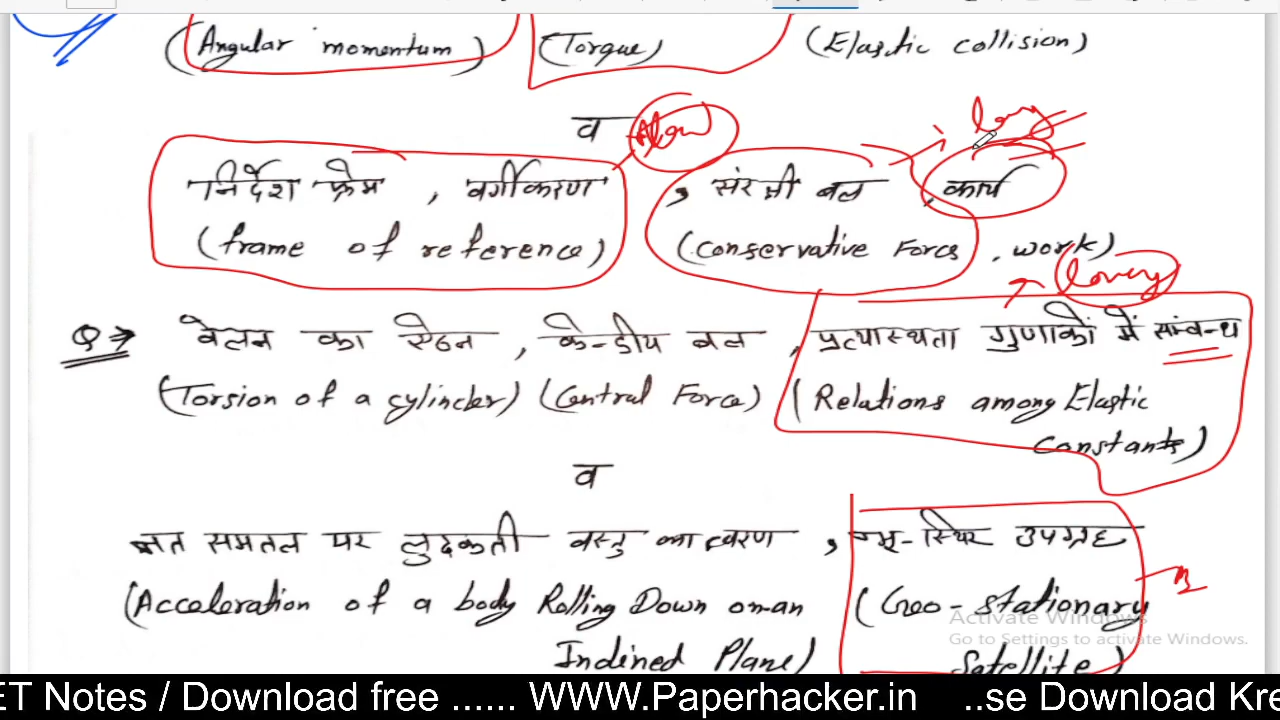 (Angular momentum) (Torque) (Elastic collision)
व
निर्देश फ्रेम , वर्गीकरण , संरक्षी बल , कार्य
(frame of reference) (conservative Force , work)
Q ⇒ बेलन का ऐंठन , केन्द्रीय बल , प्रत्यास्थता गुणाकों में सांबन्ध
(Torsion of a cylinder) (Central Force) (Relations among Elastic
Constants)
व
नत समतल पर लुढकती वस्तु का त्वरण , भू-स्थिर उपग्रह
(Acceleration of a body Rolling Down on an (Geo-stationary
Inclined Plane) Satellite)
Activate Windows
Go to Settings to activate Windows.
ET Notes / Download free ...... WWW.Paperhacker.in ..se Download Kre